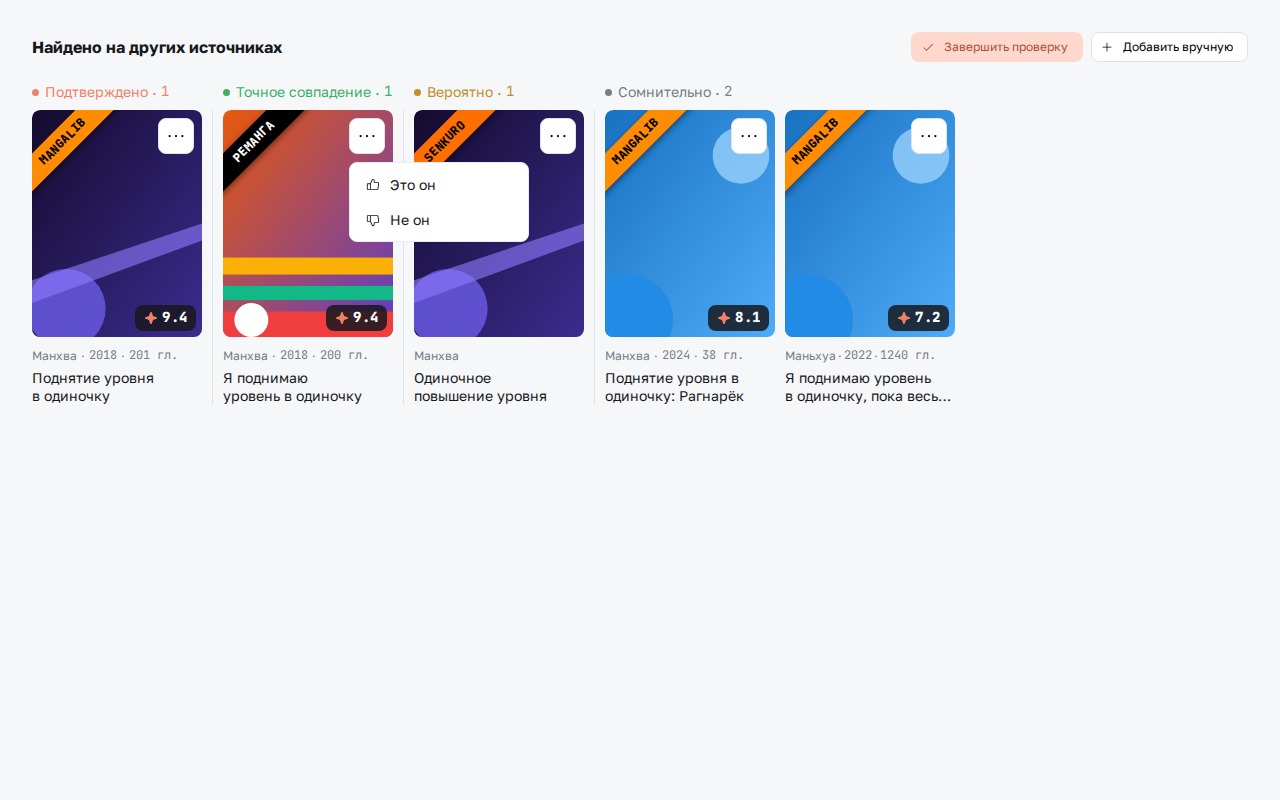 Найдено на других источниках
Завершить проверку
Добавить вручную
Подтверждено · 1
Точное совпадение · 1
Вероятно · 1
Сомнительно · 2
MANGALIB
9.4
Манхва · 2018 · 201 гл.
Поднятие уровня
в одиночку
РЕМАНГА
Это он
Не он
9.4
Манхва · 2018 · 200 гл.
Я поднимаю
уровень в одиночку
SENKURO
Манхва
Одиночное
повышение уровня
MANGALIB
8.1
Манхва · 2024 · 38 гл.
Поднятие уровня в
одиночку: Рагнарёк
MANGALIB
7.2
Маньхуа · 2022 · 1240 гл.
Я поднимаю уровень
в одиночку, пока весь...